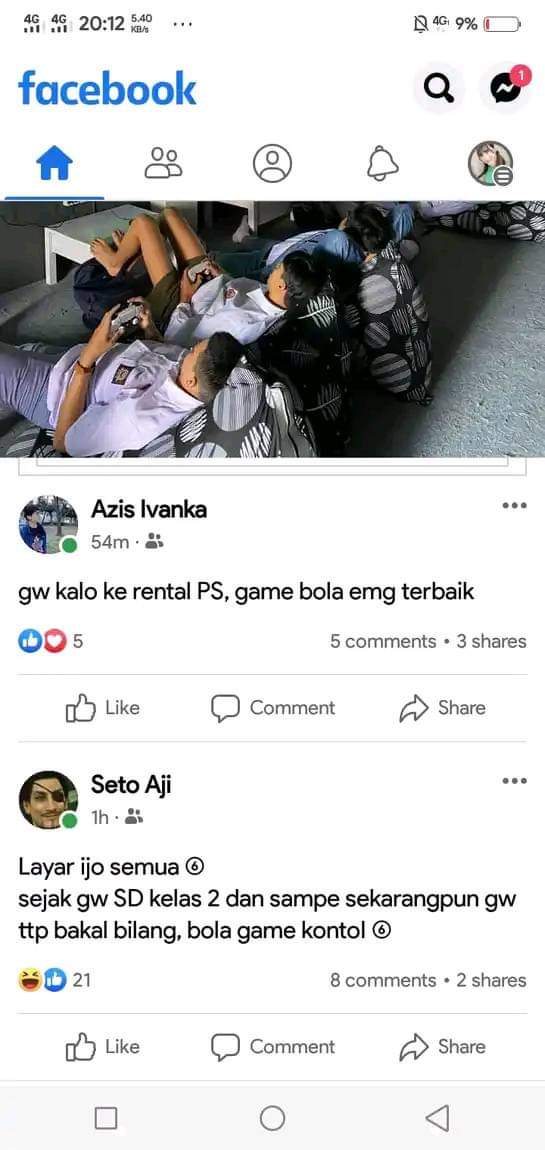 4G 4G 20:12 5.40 KB/s ... 4G 9%
facebook
1
Azis Ivanka
54m ·
gw kalo ke rental PS, game bola emg terbaik
5 5 comments • 3 shares
Like Comment Share
Seto Aji
1h ·
Layar ijo semua ⑥
sejak gw SD kelas 2 dan sampe sekarangpun gw
ttp bakal bilang, bola game kontol ⑥
21 8 comments • 2 shares
Like Comment Share